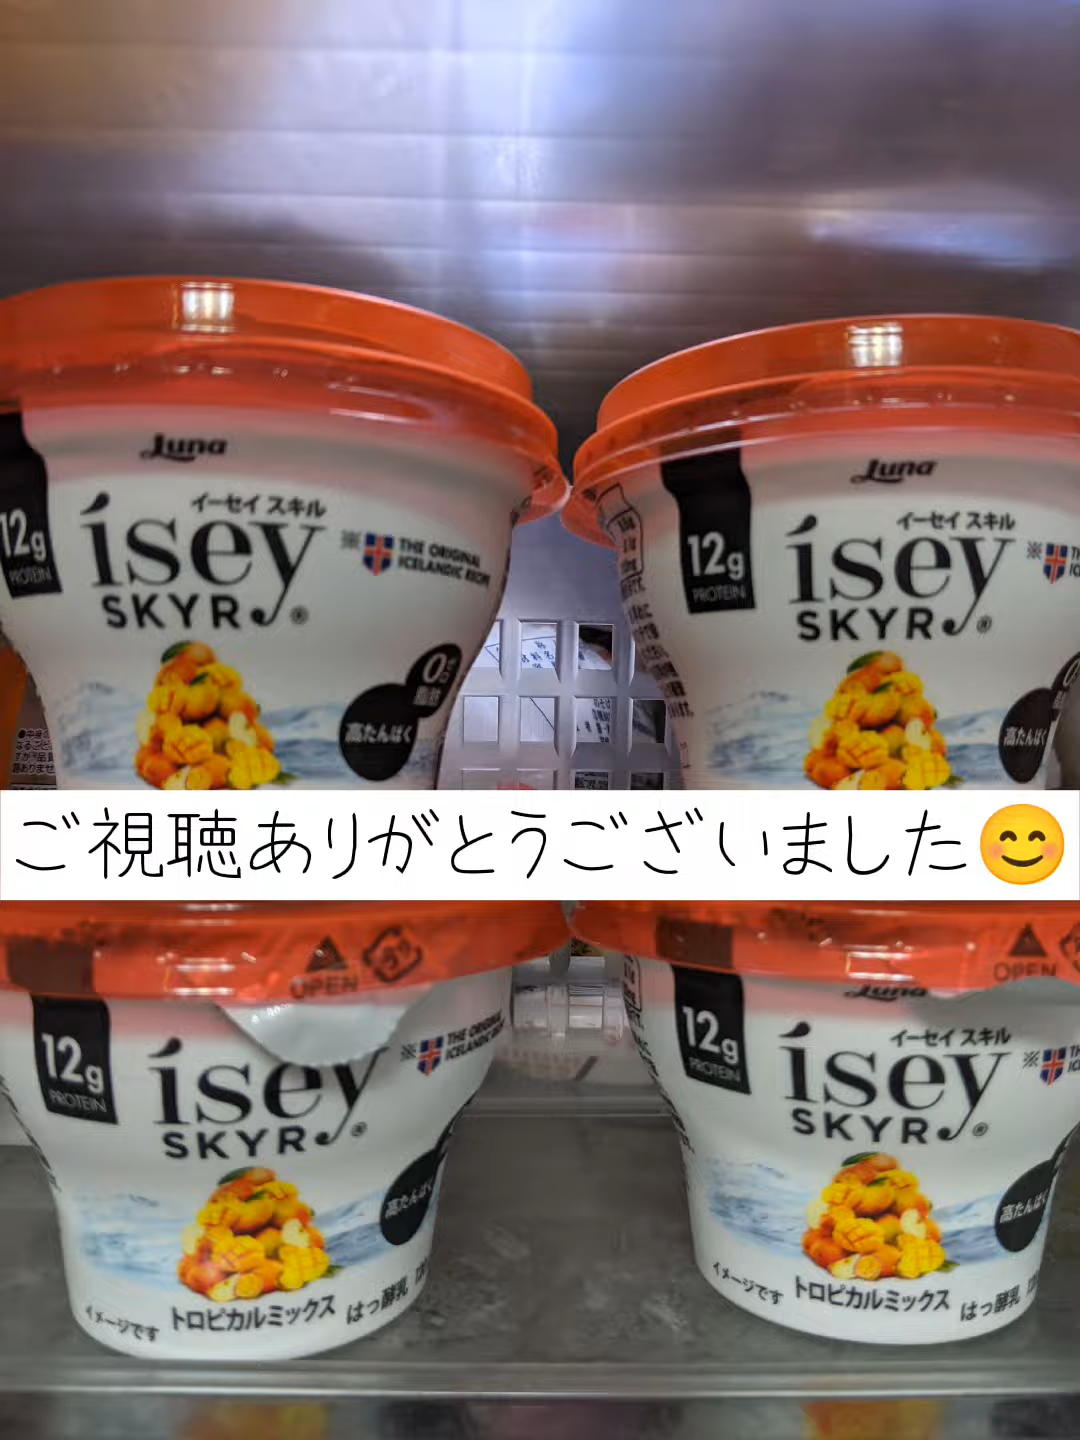 Luna
イーセイ スキル
12g
PROTEIN
ísey
SKYR®
※ THE ORIGINAL
ICELANDIC RECIPE
0
脂肪
高たんぱく
Luna
イーセイ スキル
12g
PROTEIN
ísey
SKYR®
※
高たんぱく
ご視聴ありがとうございました😊
OPEN
12g
PROTEIN
ísey
SKYR®
※ THE ORIGINAL
ICELANDIC RECIPE
高たんぱく
イメージです
トロピカルミックス
はっ酵乳
OPEN
Luna
イーセイ スキル
12g
PROTEIN
ísey
SKYR®
※
高たんぱく
イメージです
トロピカルミックス
はっ酵乳